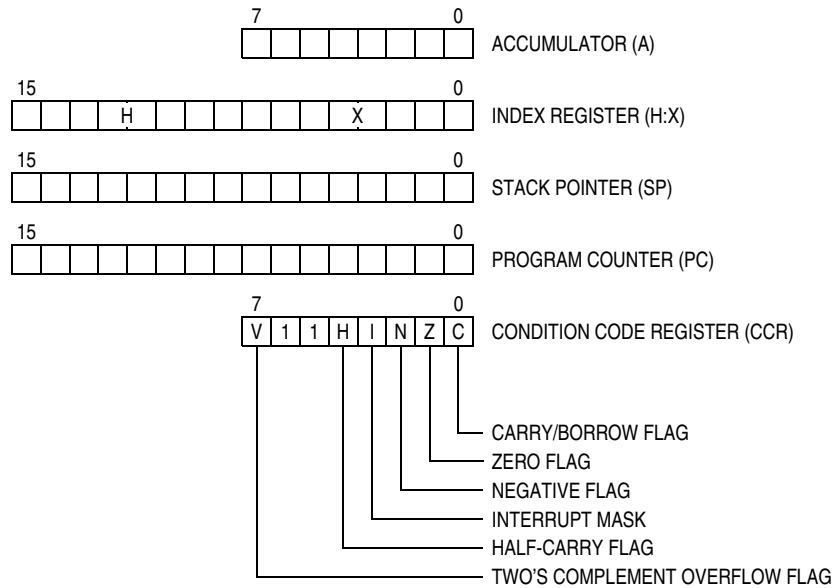 7 0
ACCUMULATOR (A)
15 0
H X INDEX REGISTER (H:X)
15 0
STACK POINTER (SP)
15 0
PROGRAM COUNTER (PC)
7 0
V 1 1 H I N Z C CONDITION CODE REGISTER (CCR)
CARRY/BORROW FLAG
ZERO FLAG
NEGATIVE FLAG
INTERRUPT MASK
HALF-CARRY FLAG
TWO'S COMPLEMENT OVERFLOW FLAG